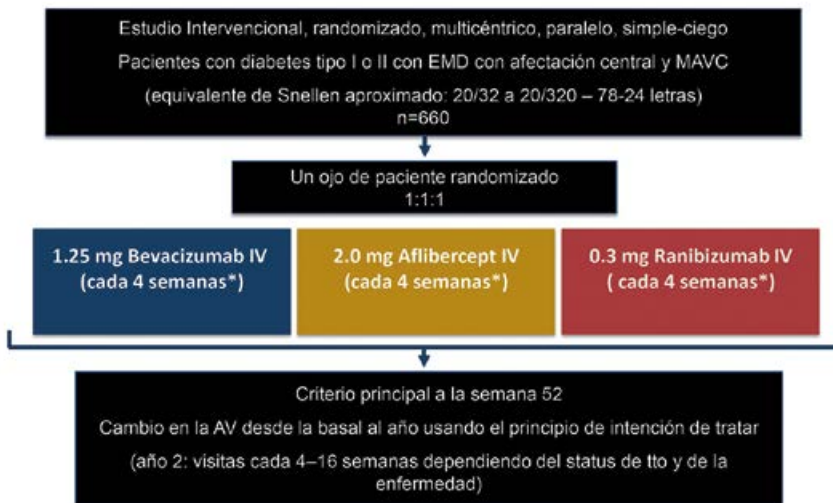 Estudio Intervencional, randomizado, multicéntrico, paralelo, simple-ciego
Pacientes con diabetes tipo I o II con EMD con afectación central y MAVC
(equivalente de Snellen aproximado: 20/32 a 20/320 – 78-24 letras)
n=660
Un ojo de paciente randomizado
1:1:1
1.25 mg Bevacizumab IV
(cada 4 semanas*)
2.0 mg Aflibercept IV
(cada 4 semanas*)
0.3 mg Ranibizumab IV
( cada 4 semanas*)
Criterio principal a la semana 52
Cambio en la AV desde la basal al año usando el principio de intención de tratar
(año 2: visitas cada 4–16 semanas dependiendo del status de tto y de la
enfermedad)